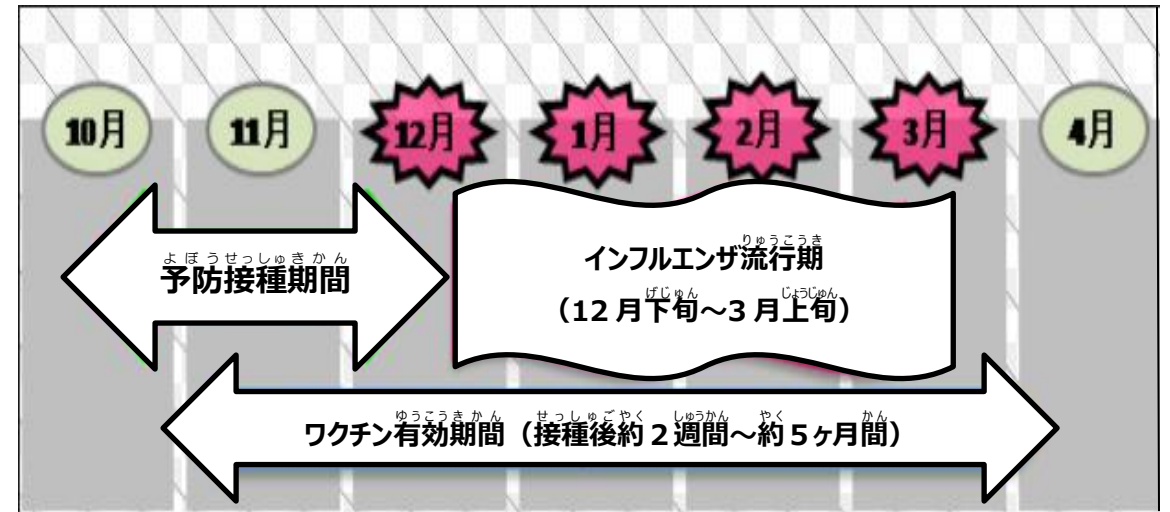 10月 11月 12月 1月 2月 3月 4月
よぼうせっしゅきかん
予防接種期間
りゅうこうき
インフルエンザ流行期
げじゅん じょうじゅん
（12月下旬～3月上旬）
ゆうこうきかん せっしゅごやく しゅうかん やく かん
ワクチン有効期間（接種後約2週間～約5ヶ月間）